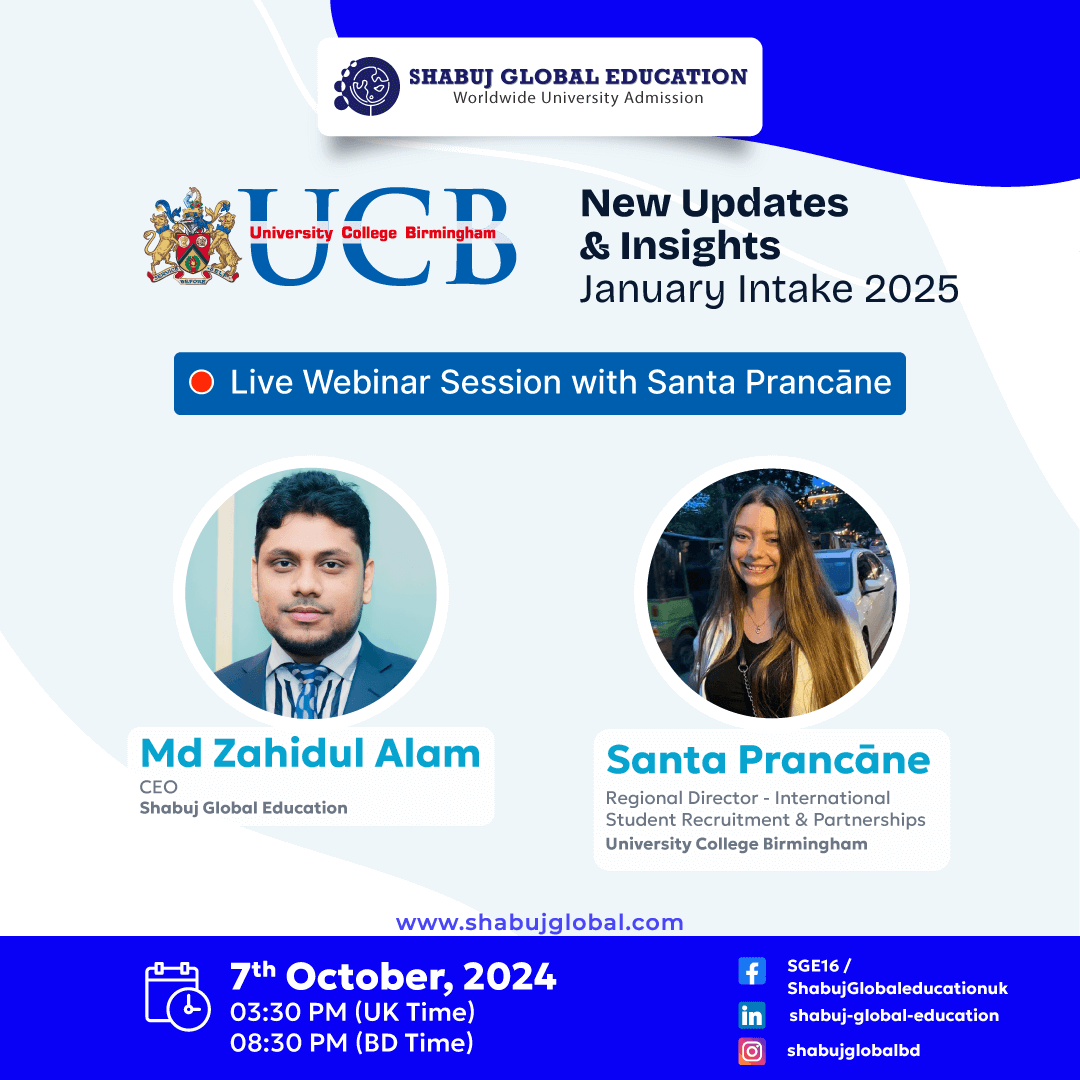 SHABUJ GLOBAL EDUCATION
Worldwide University Admission
UCB
University College Birmingham
New Updates
& Insights
January Intake 2025
Live Webinar Session with Santa Prancāne
Md Zahidul Alam
CEO
Shabuj Global Education
Santa Prancāne
Regional Director - International
Student Recruitment & Partnerships
University College Birmingham
www.shabujglobal.com
7th October, 2024
03:30 PM (UK Time)
08:30 PM (BD Time)
SGE16 /
ShabujGlobaleducationuk
shabuj-global-education
shabujglobalbd